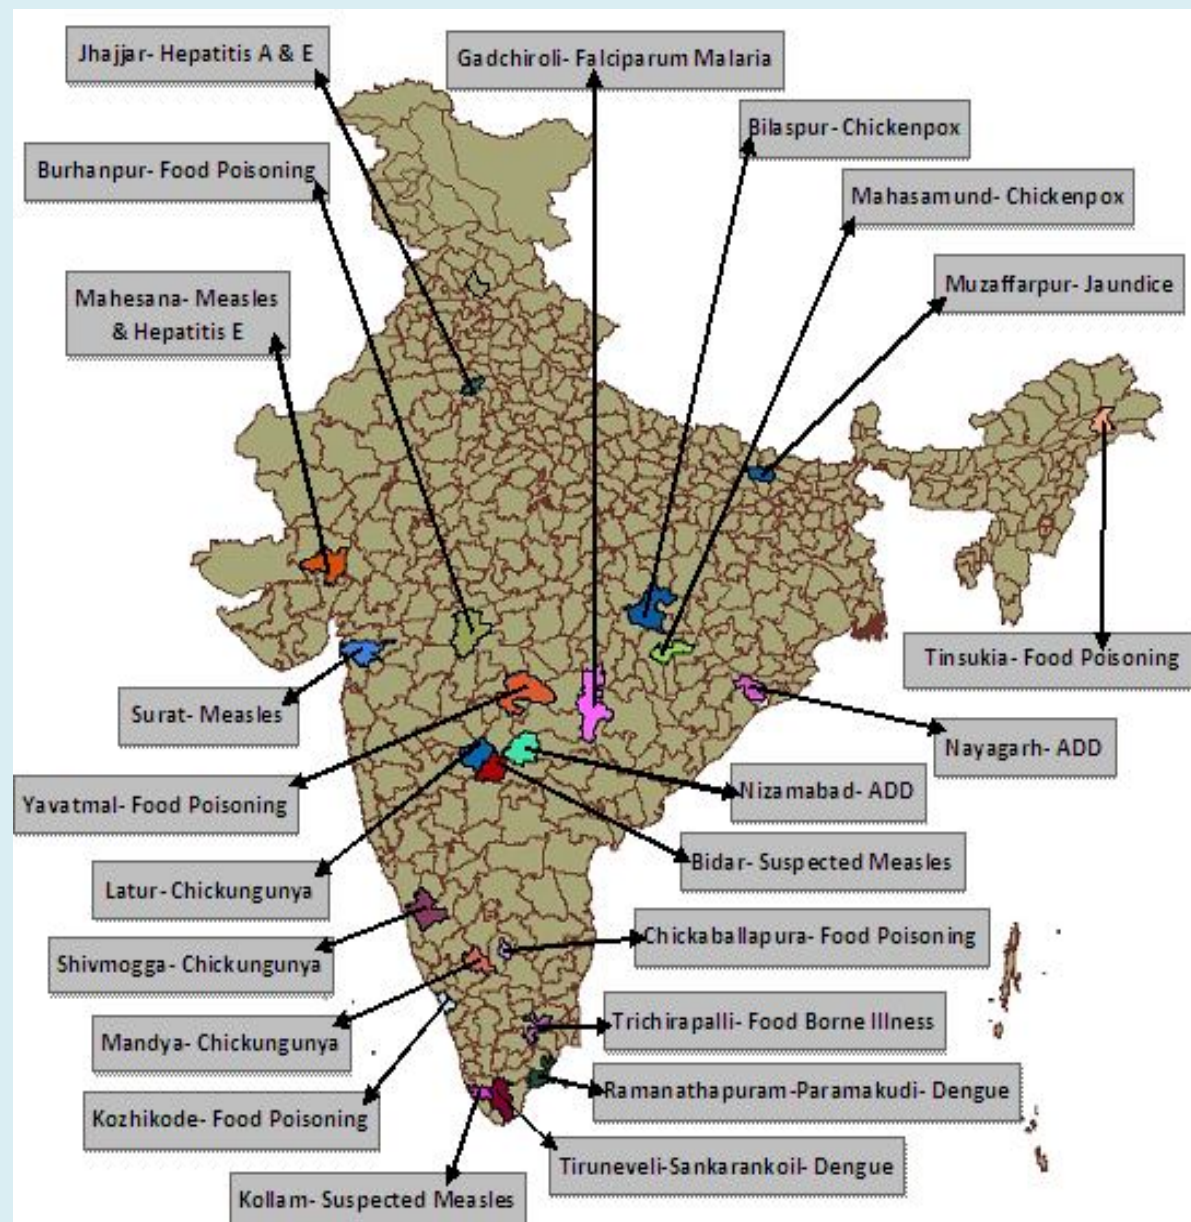 Jhajjar- Hepatitis A & E
Gadchiroli- Falciparum Malaria
Bilaspur- Chickenpox
Burhanpur- Food Poisoning
Mahasamund- Chickenpox
Muzaffarpur- Jaundice
Mahesana- Measles
& Hepatitis E
Tinsukia- Food Poisoning
Surat- Measles
Nayagarh- ADD
Yavatmal- Food Poisoning
Nizamabad- ADD
Bidar- Suspected Measles
Latur- Chickungunya
Chickaballapura- Food Poisoning
Shivmogga- Chickungunya
Trichirapalli- Food Borne Illness
Mandya- Chickungunya
Ramanathapuram-Paramakudi- Dengue
Kozhikode- Food Poisoning
Tiruneveli-Sankarankoil- Dengue
Kollam- Suspected Measles